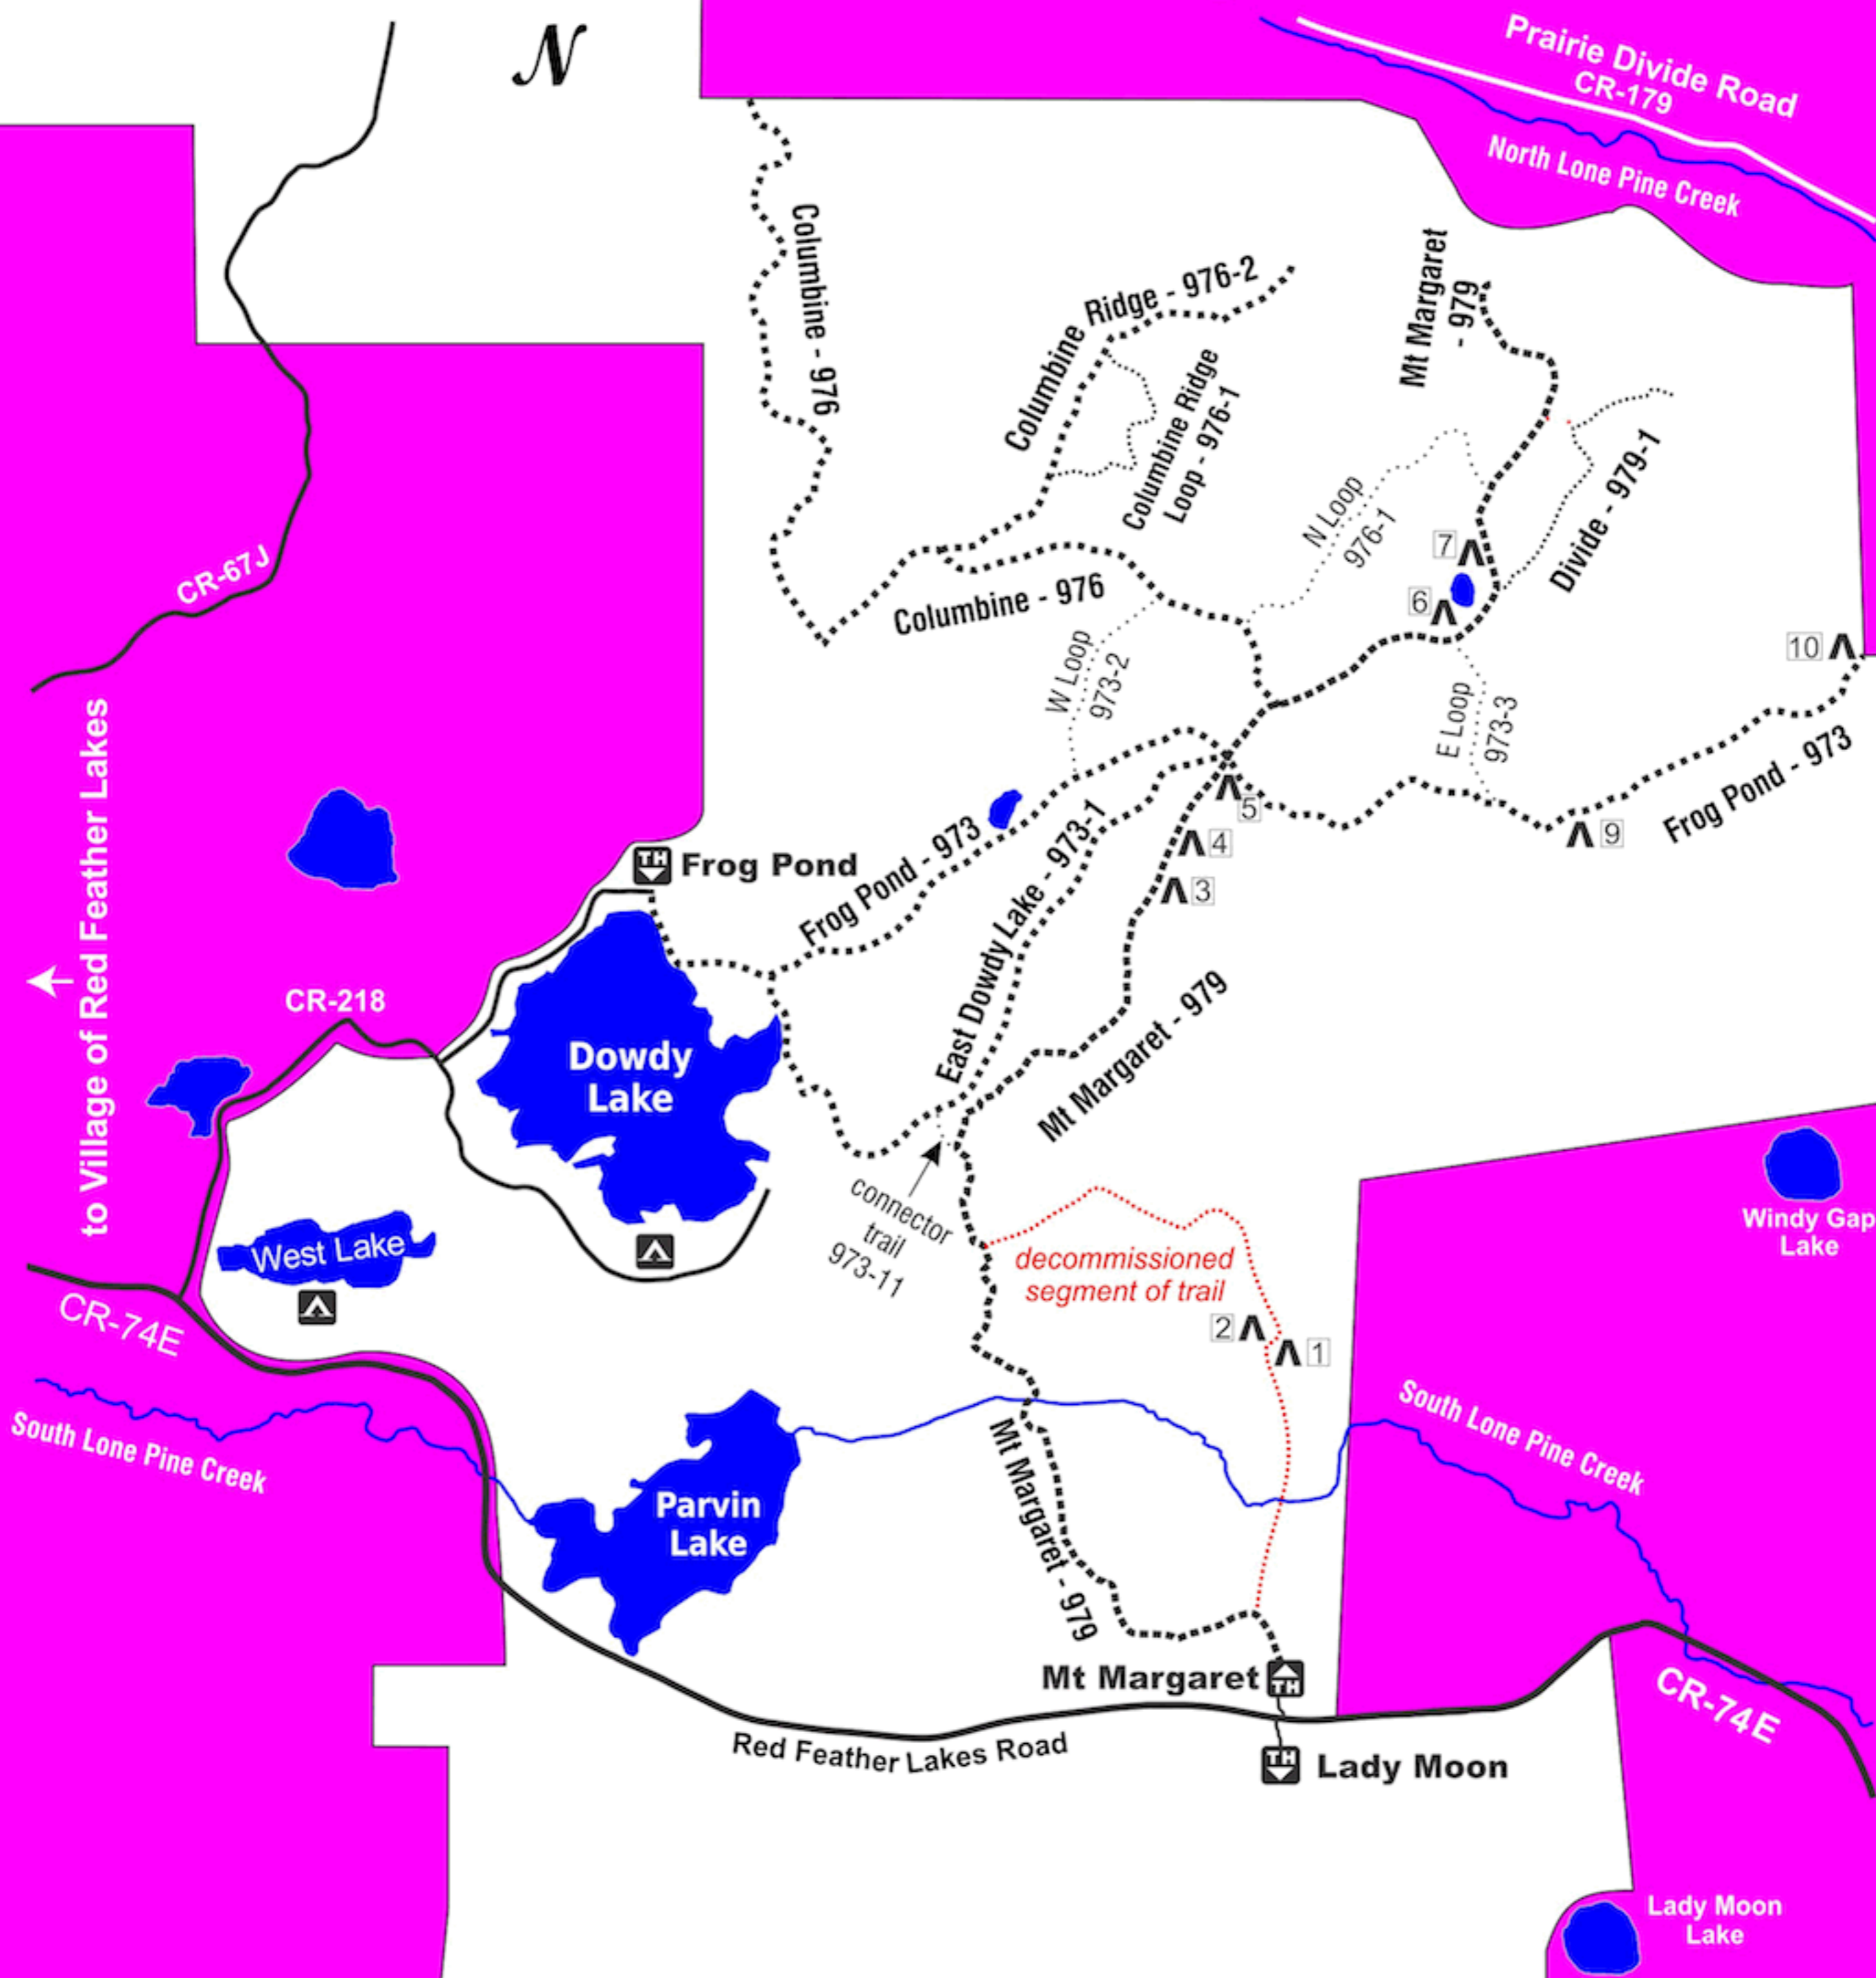 N
Prairie Divide Road
CR-179
North Lone Pine Creek
Columbine - 976
Columbine Ridge - 976-2
Columbine Ridge
Loop - 976-1
Mt Margaret
- 979
N Loop
976-1
Divide - 979-1
7
6
CR-67J
Columbine - 976
W Loop
973-2
E Loop
973-3
10
Frog Pond - 973
9
5
4
3
to Village of Red Feather Lakes
TH
Frog Pond
Frog Pond - 973
East Dowdy Lake - 973-1
Mt Margaret - 979
CR-218
Dowdy
Lake
connector
trail
973-11
Windy Gap
Lake
West Lake
decommissioned
segment of trail
2
1
CR-74E
South Lone Pine Creek
South Lone Pine Creek
Mt Margaret - 979
Parvin
Lake
Mt Margaret
TH
CR-74E
Red Feather Lakes Road
TH
Lady Moon
Lady Moon
Lake